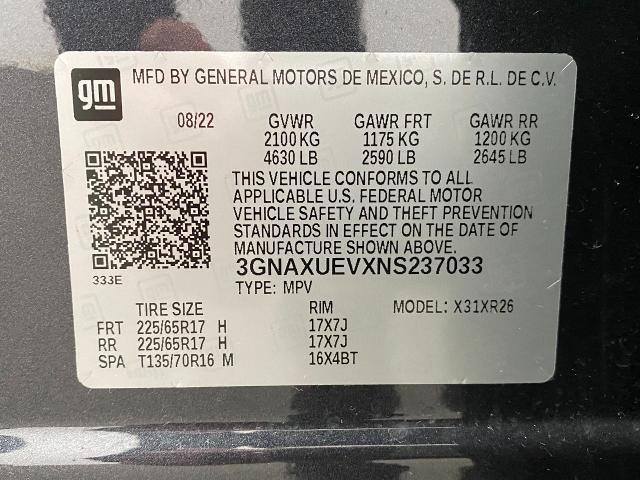 gm
MFD BY GENERAL MOTORS DE MEXICO, S. DE R.L. DE C.V.
08/22 GVWR GAWR FRT GAWR RR
2100 KG 1175 KG 1200 KG
4630 LB 2590 LB 2645 LB
THIS VEHICLE CONFORMS TO ALL
APPLICABLE U.S. FEDERAL MOTOR
VEHICLE SAFETY AND THEFT PREVENTION
STANDARDS IN EFFECT ON THE DATE OF
MANUFACTURE SHOWN ABOVE.
333E
3GNAXUEVXNS237033
TYPE: MPV
TIRE SIZE RIM MODEL: X31XR26
FRT 225/65R17 H 17X7J
RR 225/65R17 H 17X7J
SPA T135/70R16 M 16X4BT